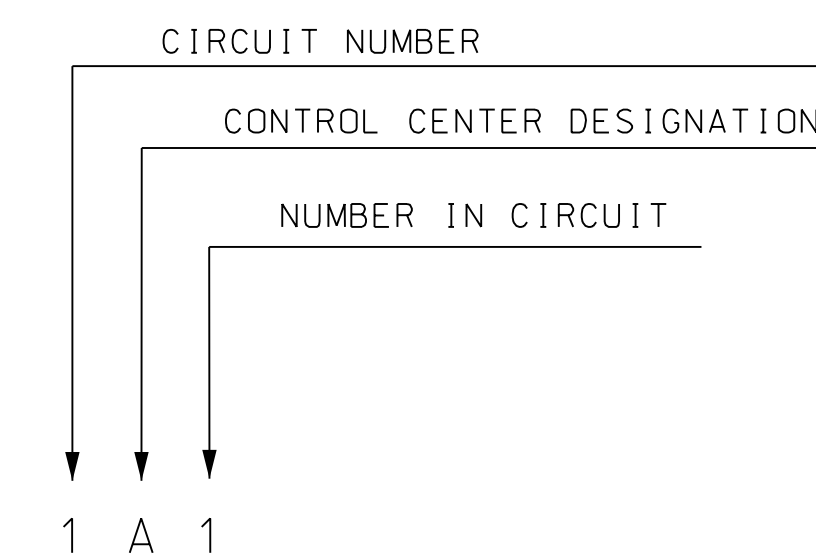 CIRCUIT NUMBER
CONTROL CENTER DESIGNATION
NUMBER IN CIRCUIT
1 A 1